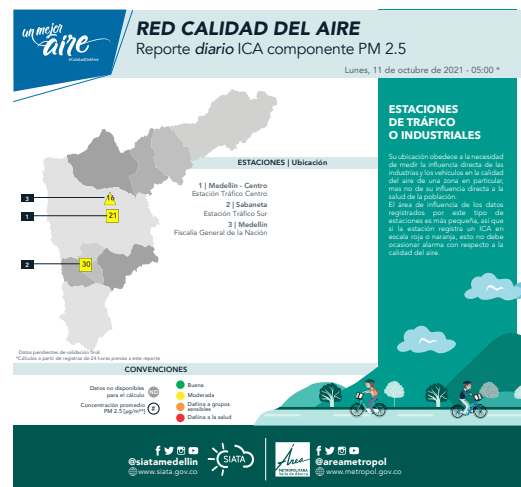 un mejor
aire
#CalidadDelAire
RED CALIDAD DEL AIRE
Reporte diario ICA componente PM 2.5
Lunes, 11 de octubre de 2021 - 05:00 *
ESTACIONES
DE TRÁFICO
O INDUSTRIALES
Su ubicación obedece a la necesidad
de medir la influencia directa de las
industrias y los vehículos en la calidad
del aire de una zona en particular,
mas no de su influencia directa a la
salud de la población.
El área de influencia de los datos
registrados por este tipo de
estaciones es más pequeña, así que
si la estación registra un ICA en
escala roja o naranja, esto no debe
ocasionar alarma con respecto a la
calidad del aire.
ESTACIONES | Ubicación
1 | Medellín - Centro
Estación Tráfico Centro
2 | Sabaneta
Estación Tráfico Sur
3 | Medellín
Fiscalía General de la Nación
3
16
1
21
2
30
Datos pendientes de validación final.
*Cálculos a partir de registros de 24 horas previas a este reporte
CONVENCIONES
Datos no disponibles
para el cálculo
Concentración promedio
PM 2.5 [µg/m³]
#
Buena
Moderada
Dañina a grupos
sensibles
Dañina a la salud
@siatamedellin
www.siata.gov.co
SIATA
Área
METROPOLITANA
Valle de Aburrá
@areametropol
www.metropol.gov.co